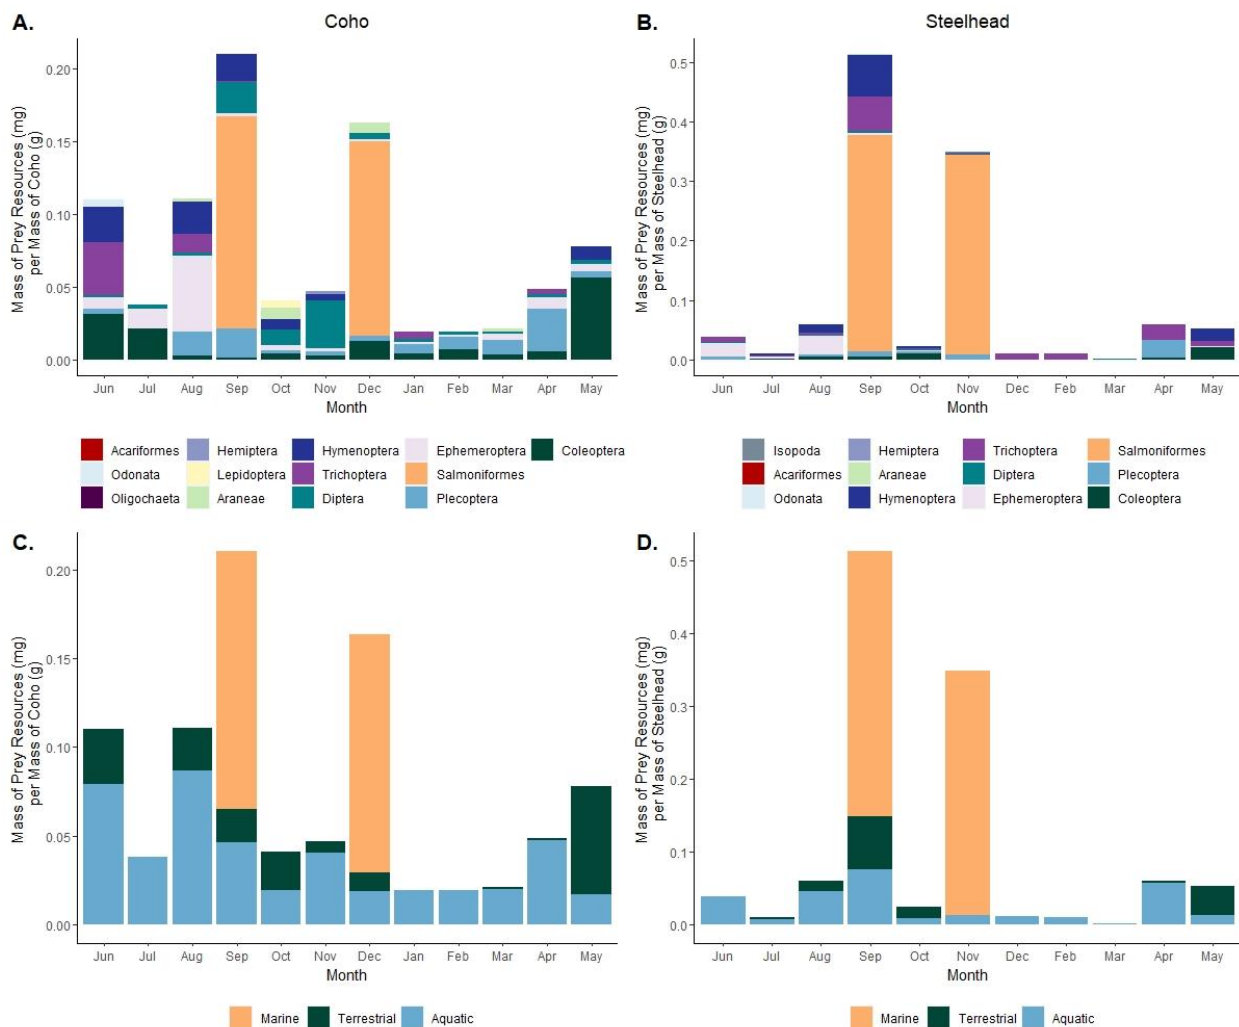 A.
Coho
Mass of Prey Resources (mg)
per Mass of Coho (g)
0.20
0.15
0.10
0.05
0.00
Jun Jul Aug Sep Oct Nov Dec Jan Feb Mar Apr May
Month
Acariformes Hemiptera Hymenoptera Ephemeroptera Coleoptera
Odonata Lepidoptera Trichoptera Salmoniformes
Oligochaeta Araneae Diptera Plecoptera
B.
Steelhead
Mass of Prey Resources (mg)
per Mass of Steelhead (g)
0.5
0.4
0.3
0.2
0.1
0.0
Jun Jul Aug Sep Oct Nov Dec Feb Mar Apr May
Month
Isopoda Hemiptera Trichoptera Salmoniformes
Acariformes Araneae Diptera Plecoptera
Odonata Hymenoptera Ephemeroptera Coleoptera
C.
Mass of Prey Resources (mg)
per Mass of Coho (g)
0.20
0.15
0.10
0.05
0.00
Jun Jul Aug Sep Oct Nov Dec Jan Feb Mar Apr May
Month
Marine Terrestrial Aquatic
D.
Mass of Prey Resources (mg)
per Mass of Steelhead (g)
0.5
0.4
0.3
0.2
0.1
0.0
Jun Jul Aug Sep Oct Nov Dec Feb Mar Apr May
Month
Marine Terrestrial Aquatic